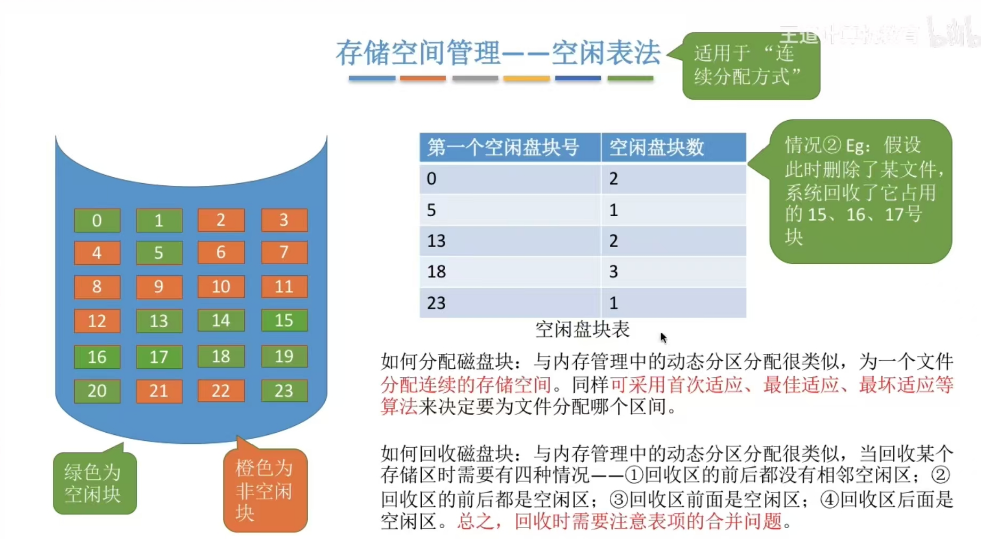 存储空间管理——空闲表法
适用于 “连
续分配方式”
第一个空闲盘块号 空闲盘块数
0 2
5 1
13 2
18 3
23 1
空闲盘块表
情况② Eg：假设
此时删除了某文件，
系统回收了它占用
的 15、16、17号
块
0 1 2 3
4 5 6 7
8 9 10 11
12 13 14 15
16 17 18 19
20 21 22 23
绿色为
空闲块
橙色为
非空闲
块
如何分配磁盘块：与内存管理中的动态分区分配很类似，为一个文件
分配连续的存储空间。同样可采用首次适应、最佳适应、最坏适应等
算法来决定要为文件分配哪个区间。
如何回收磁盘块：与内存管理中的动态分区分配很类似，当回收某个
存储区时需要有四种情况——①回收区的前后都没有相邻空闲区；②
回收区的前后都是空闲区；③回收区前面是空闲区；④回收区后面是
空闲区。总之，回收时需要注意表项的合并问题。